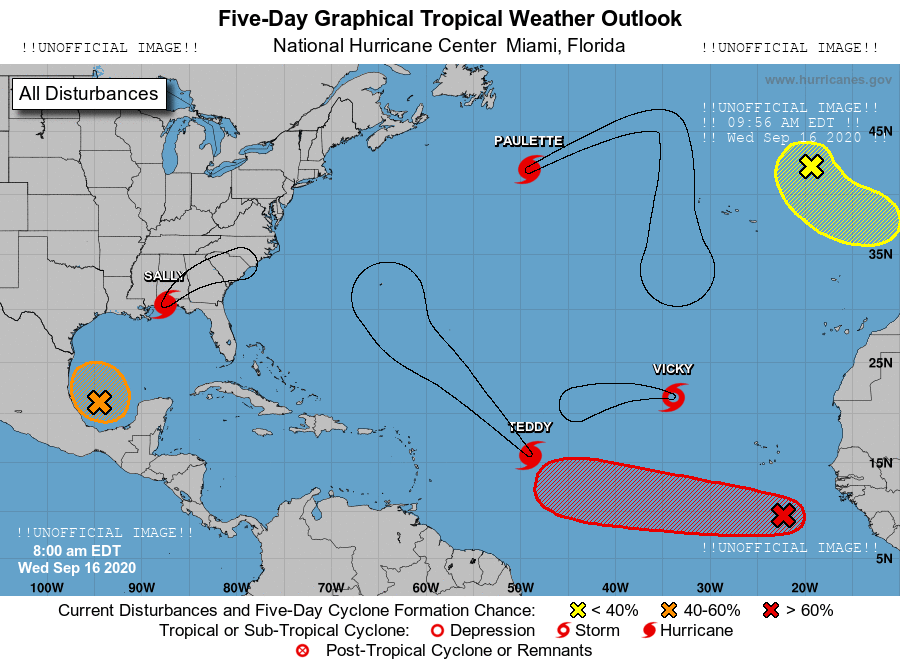 Five-Day Graphical Tropical Weather Outlook
!!UNOFFICIAL IMAGE!! National Hurricane Center Miami, Florida !!UNOFFICIAL IMAGE!!
All Disturbances
www.hurricanes.gov
!!UNOFFICIAL IMAGE!!
!! 09:56 AM EDT !!
!! Wed Sep 16 2020 !!
45N
PAULETTE
35N
SALLY
25N
VICKY
TEDDY
15N
!!UNOFFICIAL IMAGE!!
8:00 am EDT
Wed Sep 16 2020
!!UNOFFICIAL IMAGE!!
5N
100W 90W 80W 70W 60W 50W 40W 30W 20W
Current Disturbances and Five-Day Cyclone Formation Chance: < 40% 40-60% > 60%
Tropical or Sub-Tropical Cyclone: Depression Storm Hurricane
Post-Tropical Cyclone or Remnants